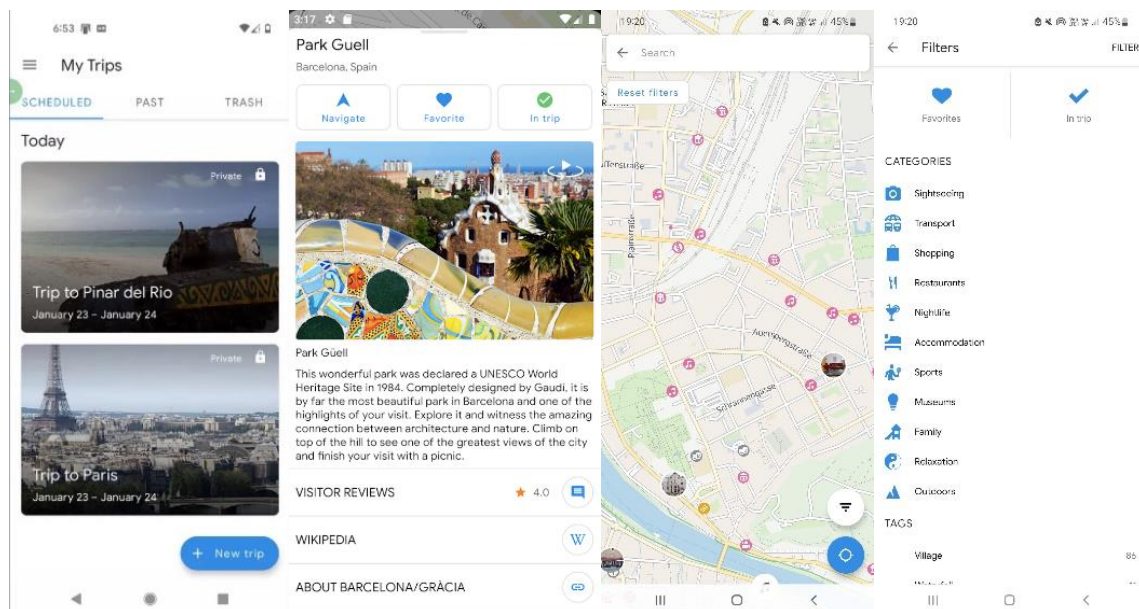 6:53
My Trips
SCHEDULED PAST TRASH
Today
Private
Trip to Pinar del Rio
January 23 – January 24
Private
Trip to Paris
January 23 – January 24
+ New trip
3:17
Park Guell
Barcelona, Spain
Navigate Favorite In trip
Park Güell
This wonderful park was declared a UNESCO World
Heritage Site in 1984. Completely designed by Gaudi, it is
by far the most beautiful park in Barcelona and one of the
highlights of your visit. Explore it and witness the amazing
connection between architecture and nature. Climb on
top of the hill to see one of the greatest views of the city
and finish your visit with a picnic.
VISITOR REVIEWS 4.0
WIKIPEDIA W
ABOUT BARCELONA/GRÀCIA
19:20 45%
Search
Reset filters
Auenbergstraße
Schrannengasse
19:20 45%
Filters FILTER
Favorites In trip
CATEGORIES
Sightseeing
Transport
Shopping
Restaurants
Nightlife
Accommodation
Sports
Museums
Family
Relaxation
Outdoors
TAGS
Village 86